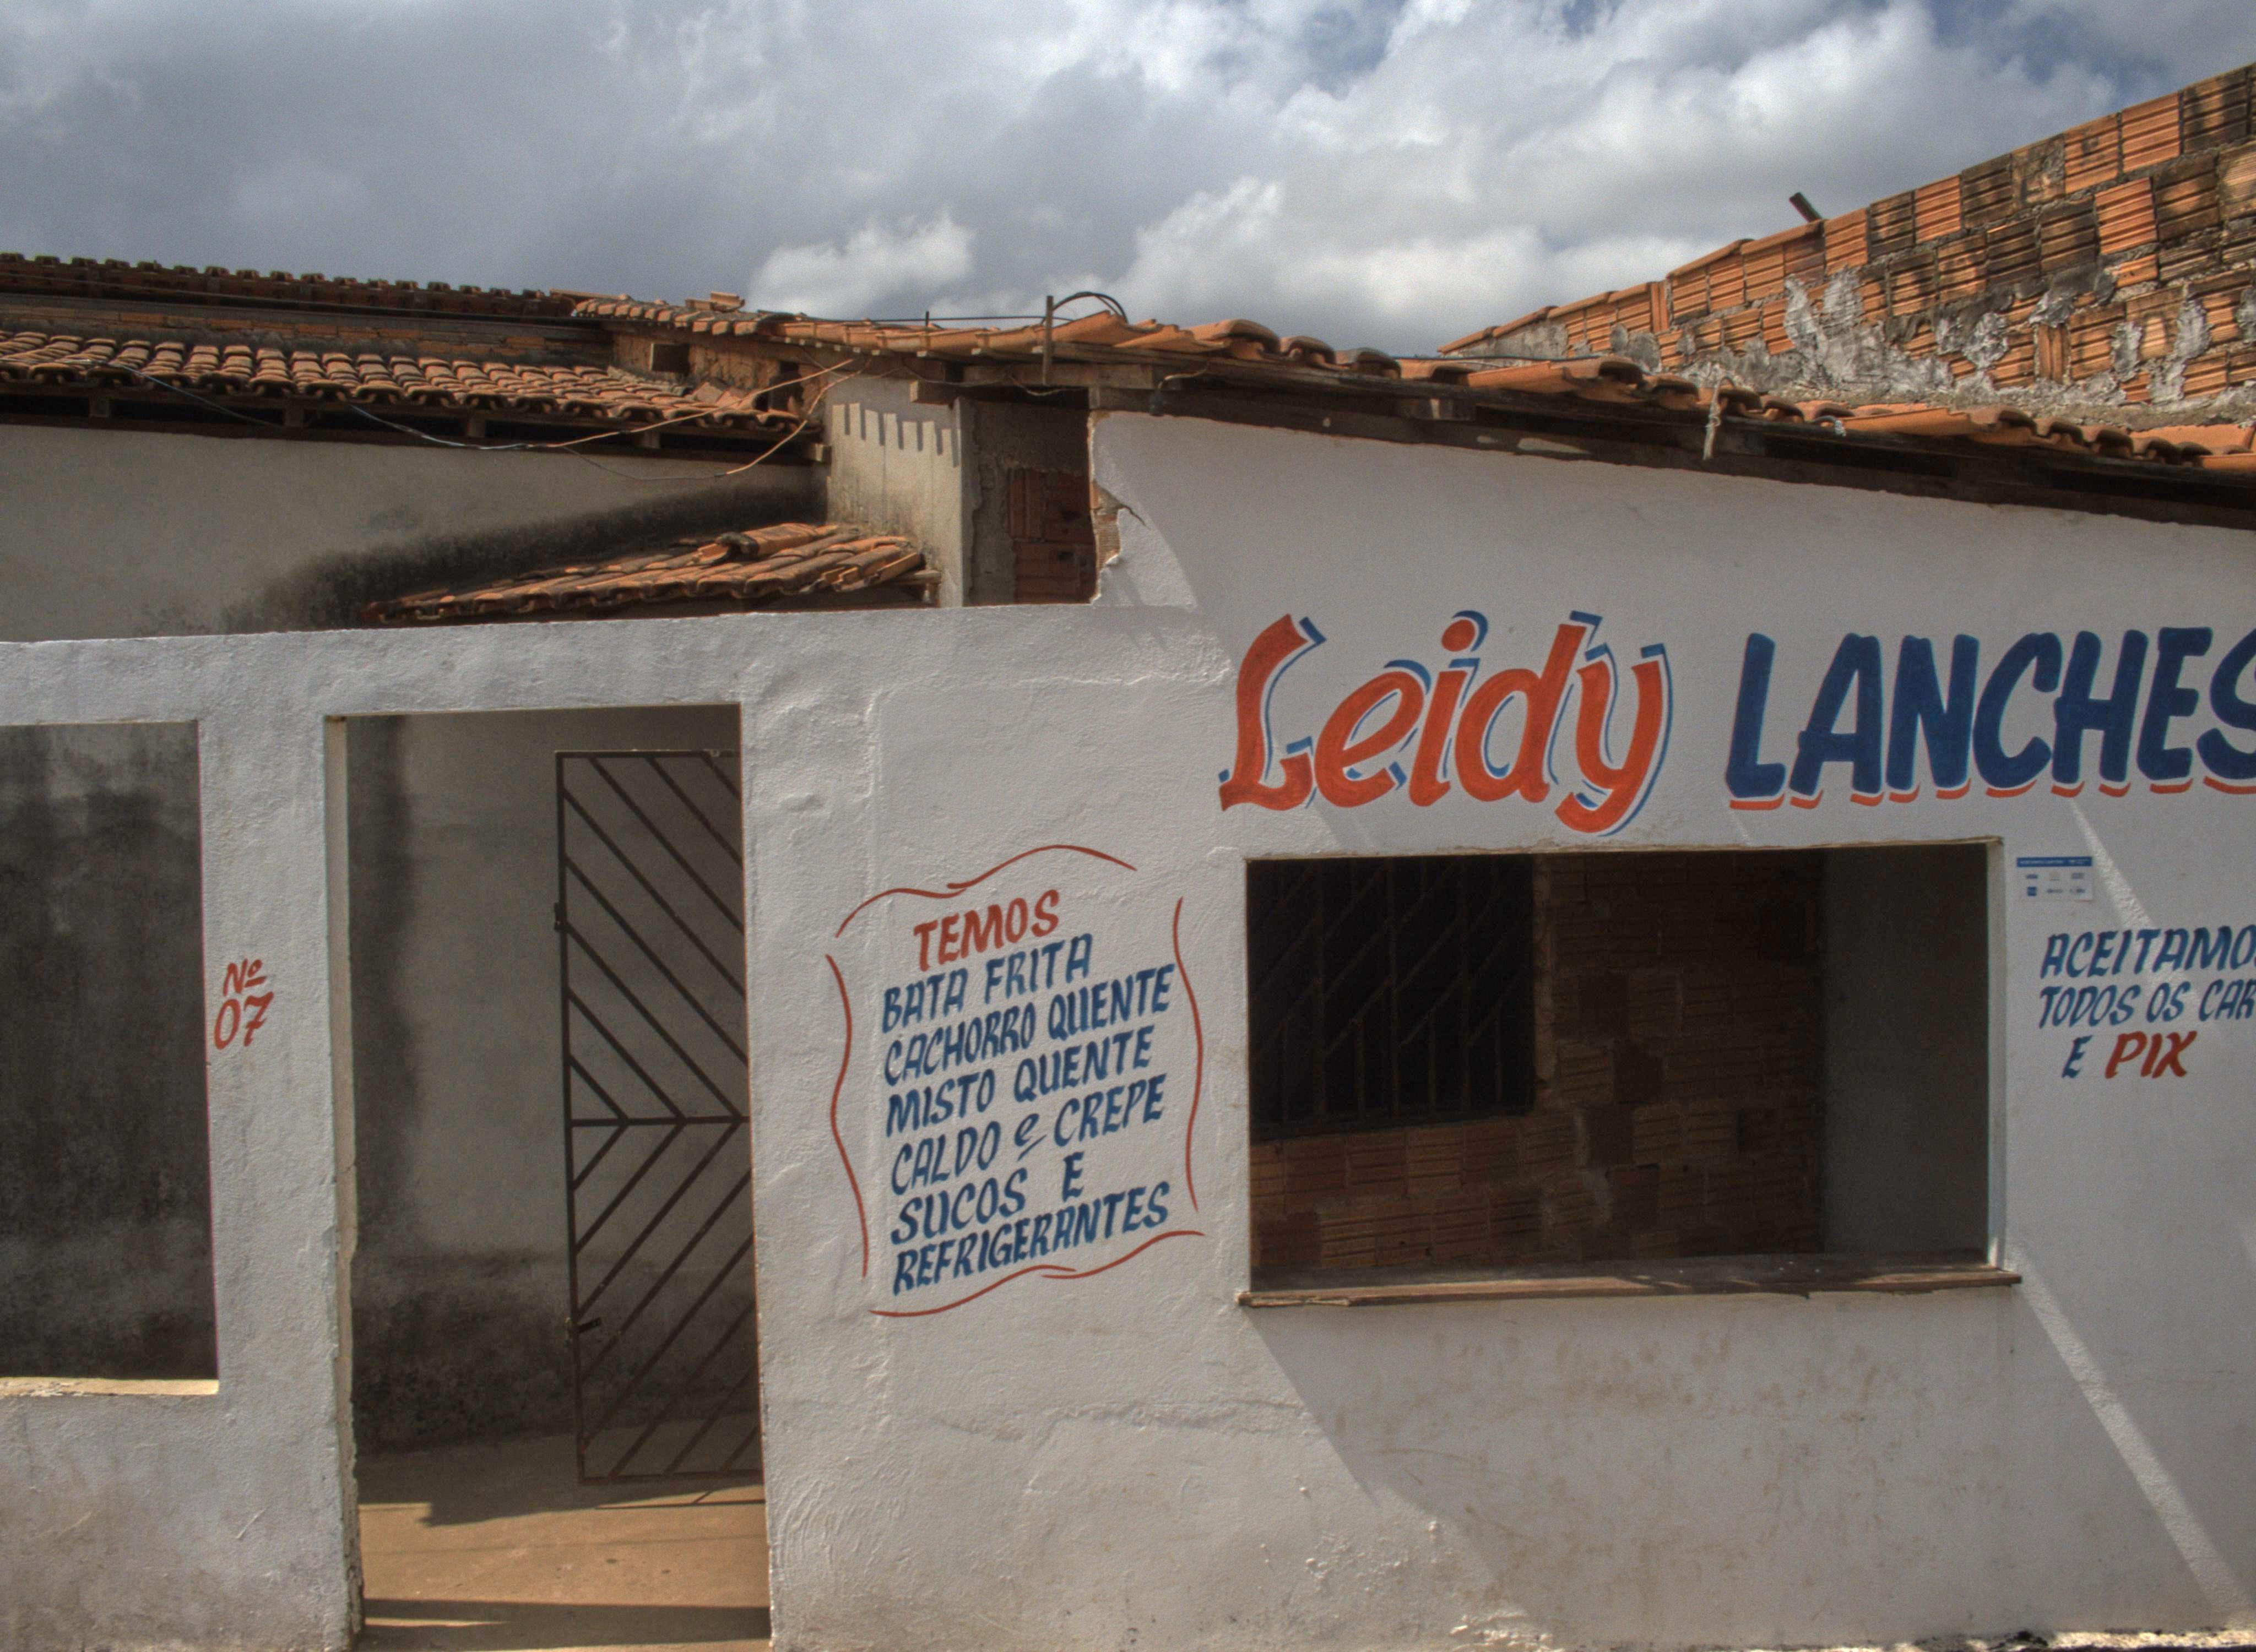 Leidy LANCHES
Nº
07
TEMOS
BATA FRITA
CACHORRO QUENTE
MISTO QUENTE
CALDO e CREPE
SUCOS E
REFRIGERANTES
ACEITAMO
TODOS OS CAR
E PIX